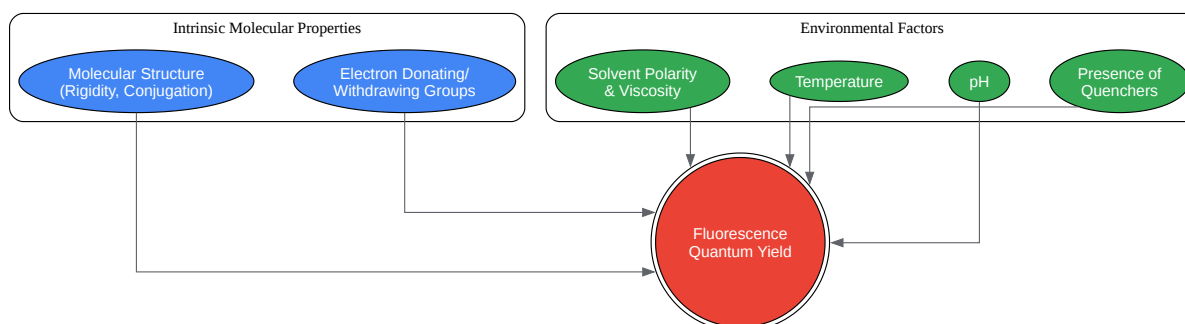 Intrinsic Molecular Properties
Environmental Factors
Molecular Structure
(Rigidity, Conjugation)
Electron Donating/
Withdrawing Groups
Solvent Polarity
& Viscosity
Temperature
pH
Presence of
Quenchers
Fluorescence
Quantum Yield